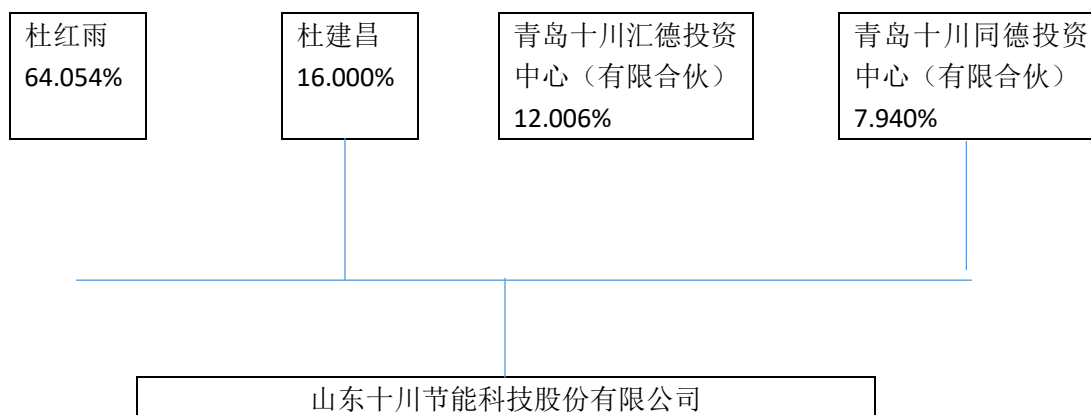 杜红雨
64.054%
杜建昌
16.000%
青岛十川汇德投资
中心（有限合伙）
12.006%
青岛十川同德投资
中心（有限合伙）
7.940%
山东十川节能科技股份有限公司